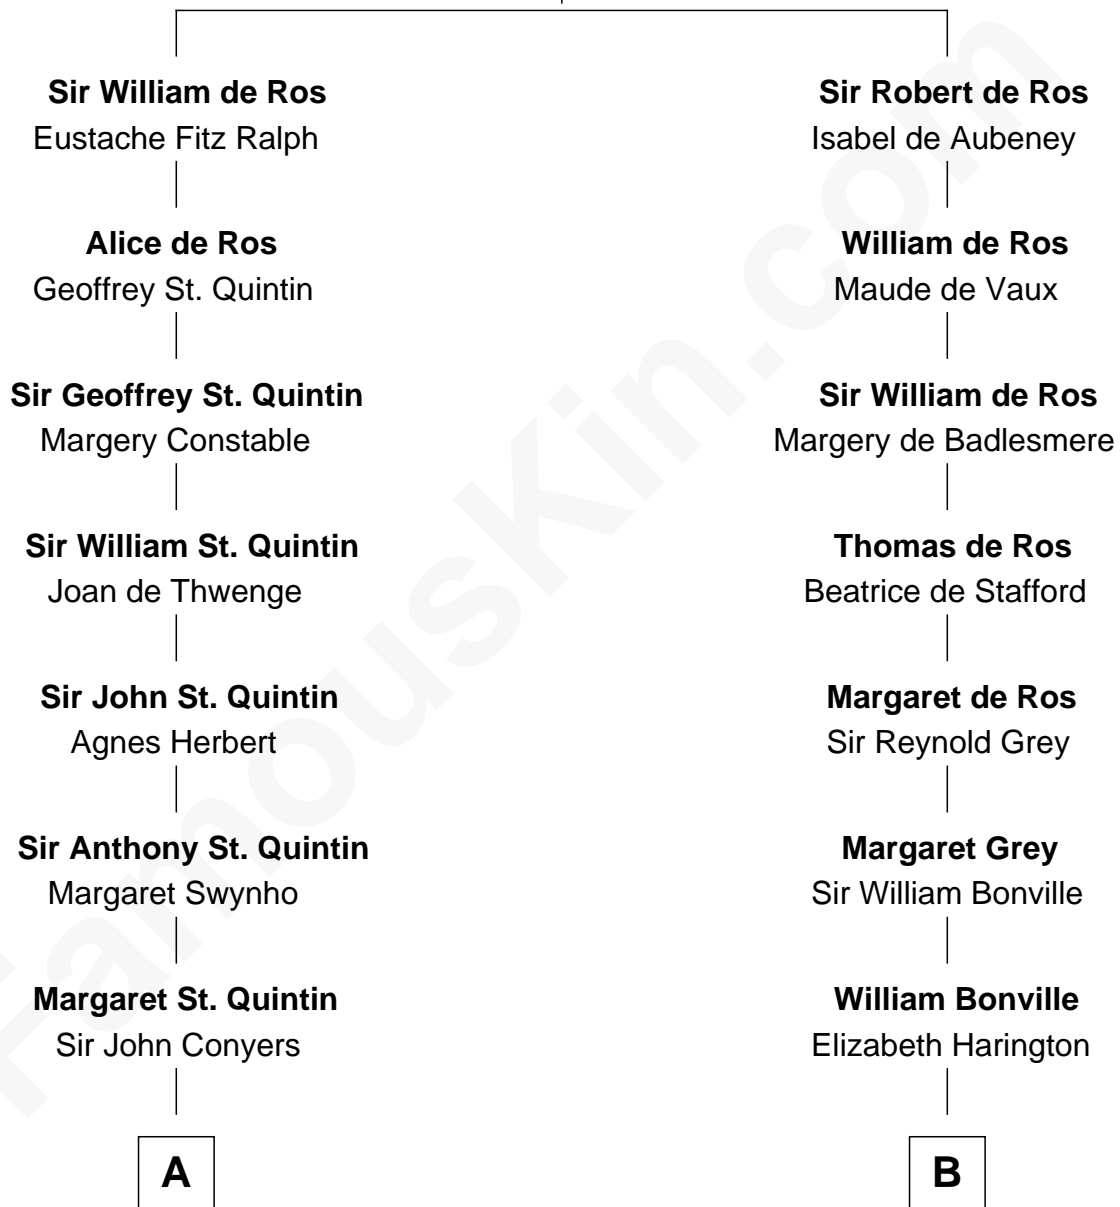 Sir William de Ros
Eustache Fitz Ralph
Alice de Ros
Geoffrey St. Quintin
Sir Geoffrey St. Quintin
Margery Constable
Sir William St. Quintin
Joan de Thwenge
Sir John St. Quintin
Agnes Herbert
Sir Anthony St. Quintin
Margaret Swynho
Margaret St. Quintin
Sir John Conyers
A
Sir Robert de Ros
Isabel de Aubeney
William de Ros
Maude de Vaux
Sir William de Ros
Margery de Badlesmere
Thomas de Ros
Beatrice de Stafford
Margaret de Ros
Sir Reynold Grey
Margaret Grey
Sir William Bonville
William Bonville
Elizabeth Harington
B
FamousKin.com